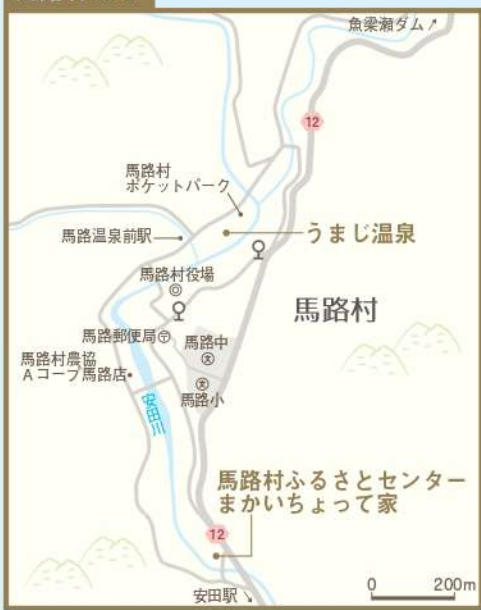 魚梁瀬ダム↗
12
馬路村
ポケットパーク
馬路温泉前駅
うまじ温泉
馬路村役場
馬路村
馬路郵便局
馬路中
文
馬路村農協
Aコープ馬路店
文
馬路小
安田川
馬路村ふるさとセンター
まかいちょって家
12
安田駅↘
0 200m